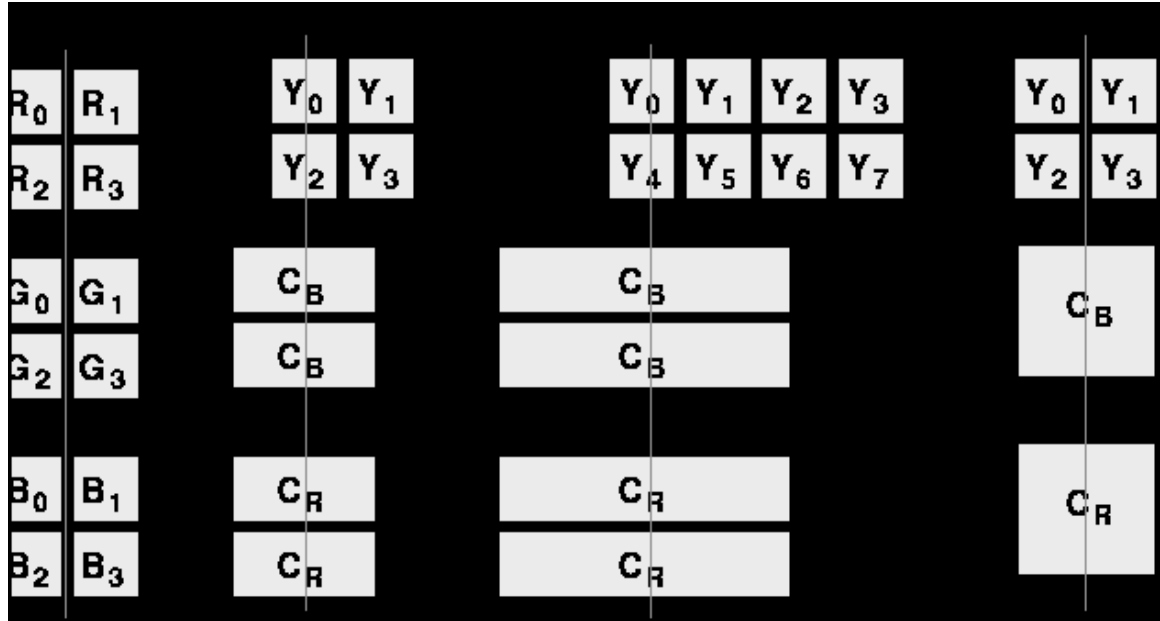 R0 R1 Y0 Y1 Y0 Y1 Y2 Y3 Y0 Y1
R2 R3 Y2 Y3 Y4 Y5 Y6 Y7 Y2 Y3
G0 G1 CB CB CB
G2 G3 CB CB
B0 B1 CR CR CR
B2 B3 CR CR